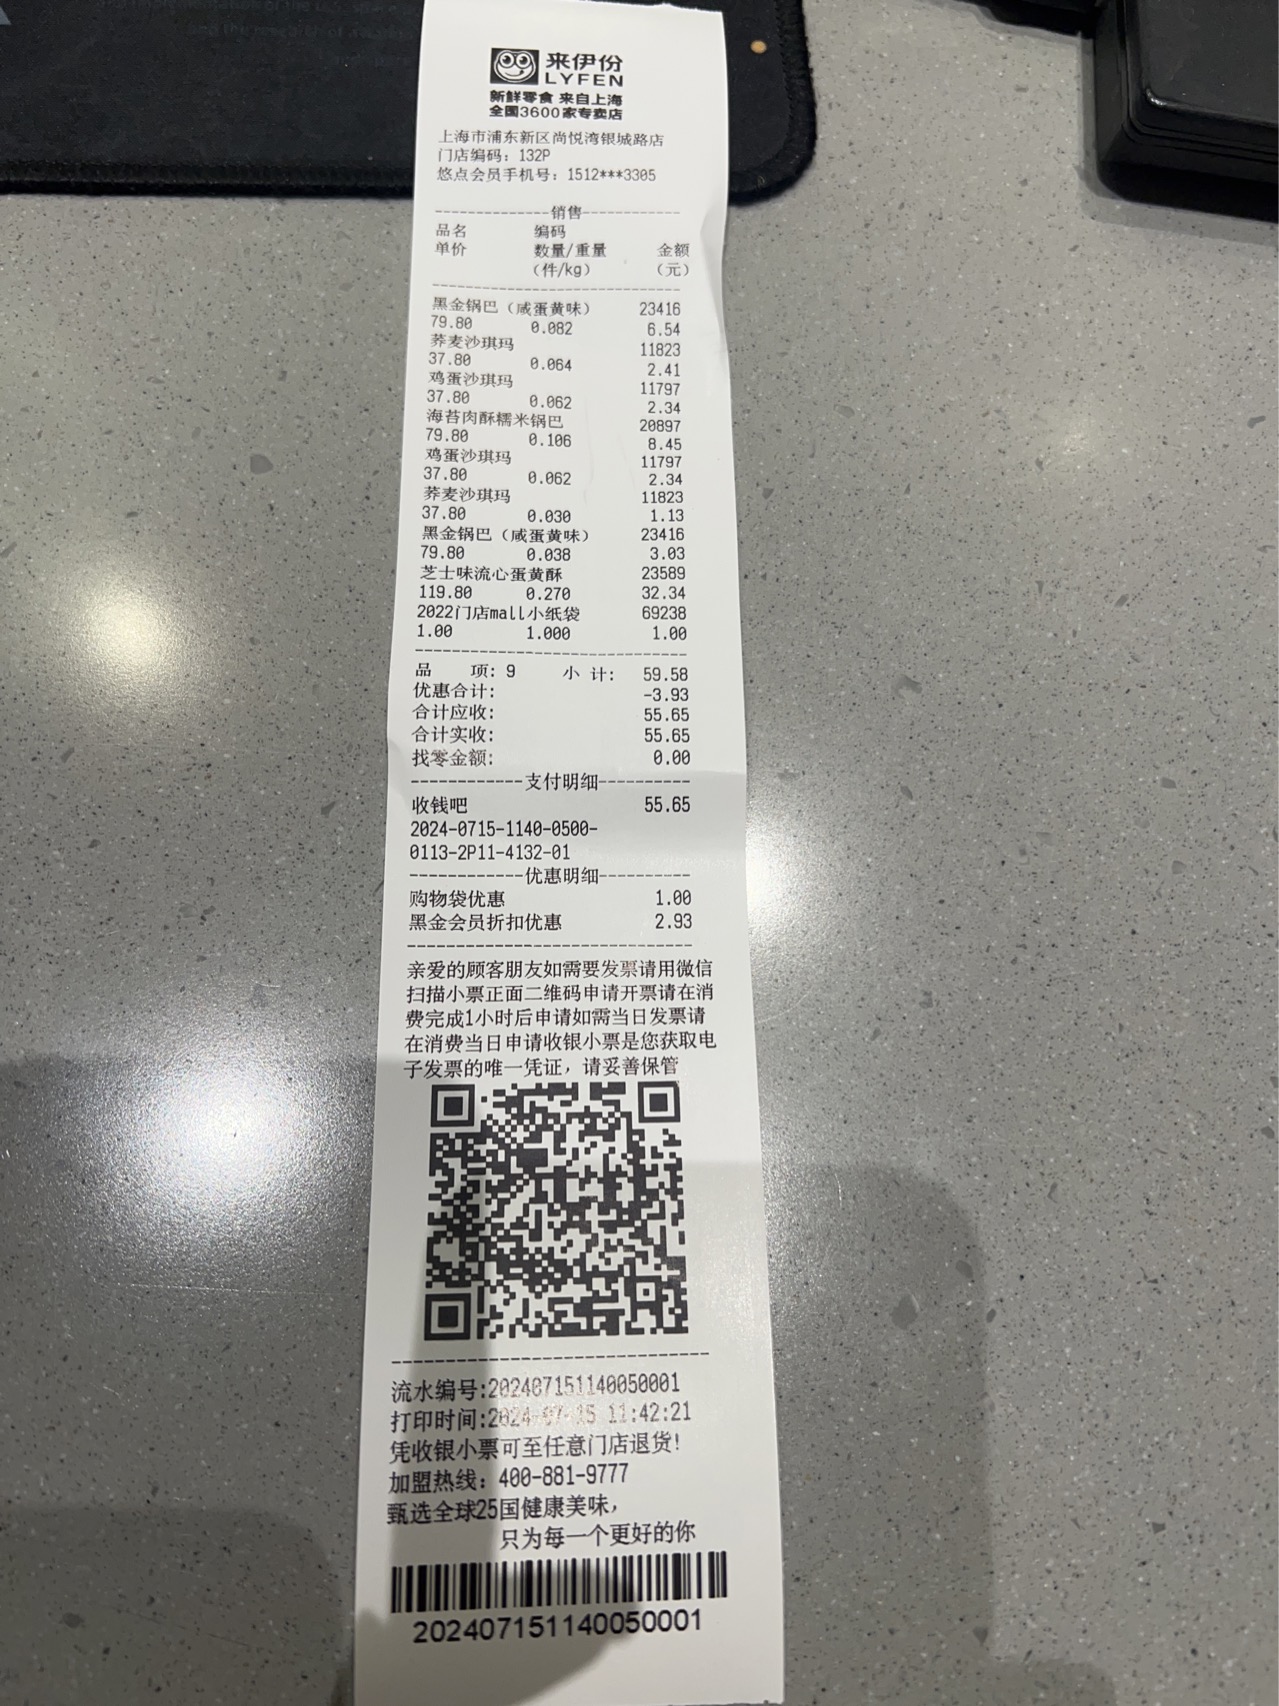 来伊份
LYFEN
新鲜零食 来自上海
全国3600家专卖店
上海市浦东新区尚悦湾银城路店
门店编码：132P
悠点会员手机号：1512***3305
--------------销售------------
品名 编码
单价 数量/重量 金额
（件/kg） （元）
------------------------------
黑金锅巴（咸蛋黄味） 23416
79.80 0.082 6.54
荞麦沙琪玛 11823
37.80 0.064 2.41
鸡蛋沙琪玛 11797
37.80 0.062 2.34
海苔肉酥糯米锅巴 20897
79.80 0.106 8.45
鸡蛋沙琪玛 11797
37.80 0.062 2.34
荞麦沙琪玛 11823
37.80 0.030 1.13
黑金锅巴（咸蛋黄味） 23416
79.80 0.038 3.03
芝士味流心蛋黄酥 23589
119.80 0.270 32.34
2022门店mall小纸袋 69238
1.00 1.000 1.00
------------------------------
品 项：9 小 计： 59.58
优惠合计： -3.93
合计应收： 55.65
合计实收： 55.65
找零金额： 0.00
------------支付明细----------
收钱吧 55.65
2024-0715-1140-0500-
0113-2P11-4132-01
------------优惠明细----------
购物袋优惠 1.00
黑金会员折扣优惠 2.93
------------------------------
亲爱的顾客朋友如需要发票请用微信
扫描小票正面二维码申请开票请在消
费完成1小时后申请如需当日发票请
在消费当日申请收银小票是您获取电
子发票的唯一凭证，请妥善保管
------------------------------
流水编号:202407151140050001
打印时间:2024-07-15 11:42:21
凭收银小票可至任意门店退货!
加盟热线：400-881-9777
甄选全球25国健康美味，
只为每一个更好的你
202407151140050001